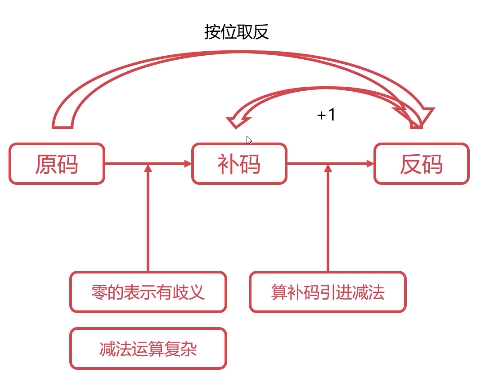 按位取反
+1
原码
补码
反码
零的表示有歧义
算补码引进减法
减法运算复杂